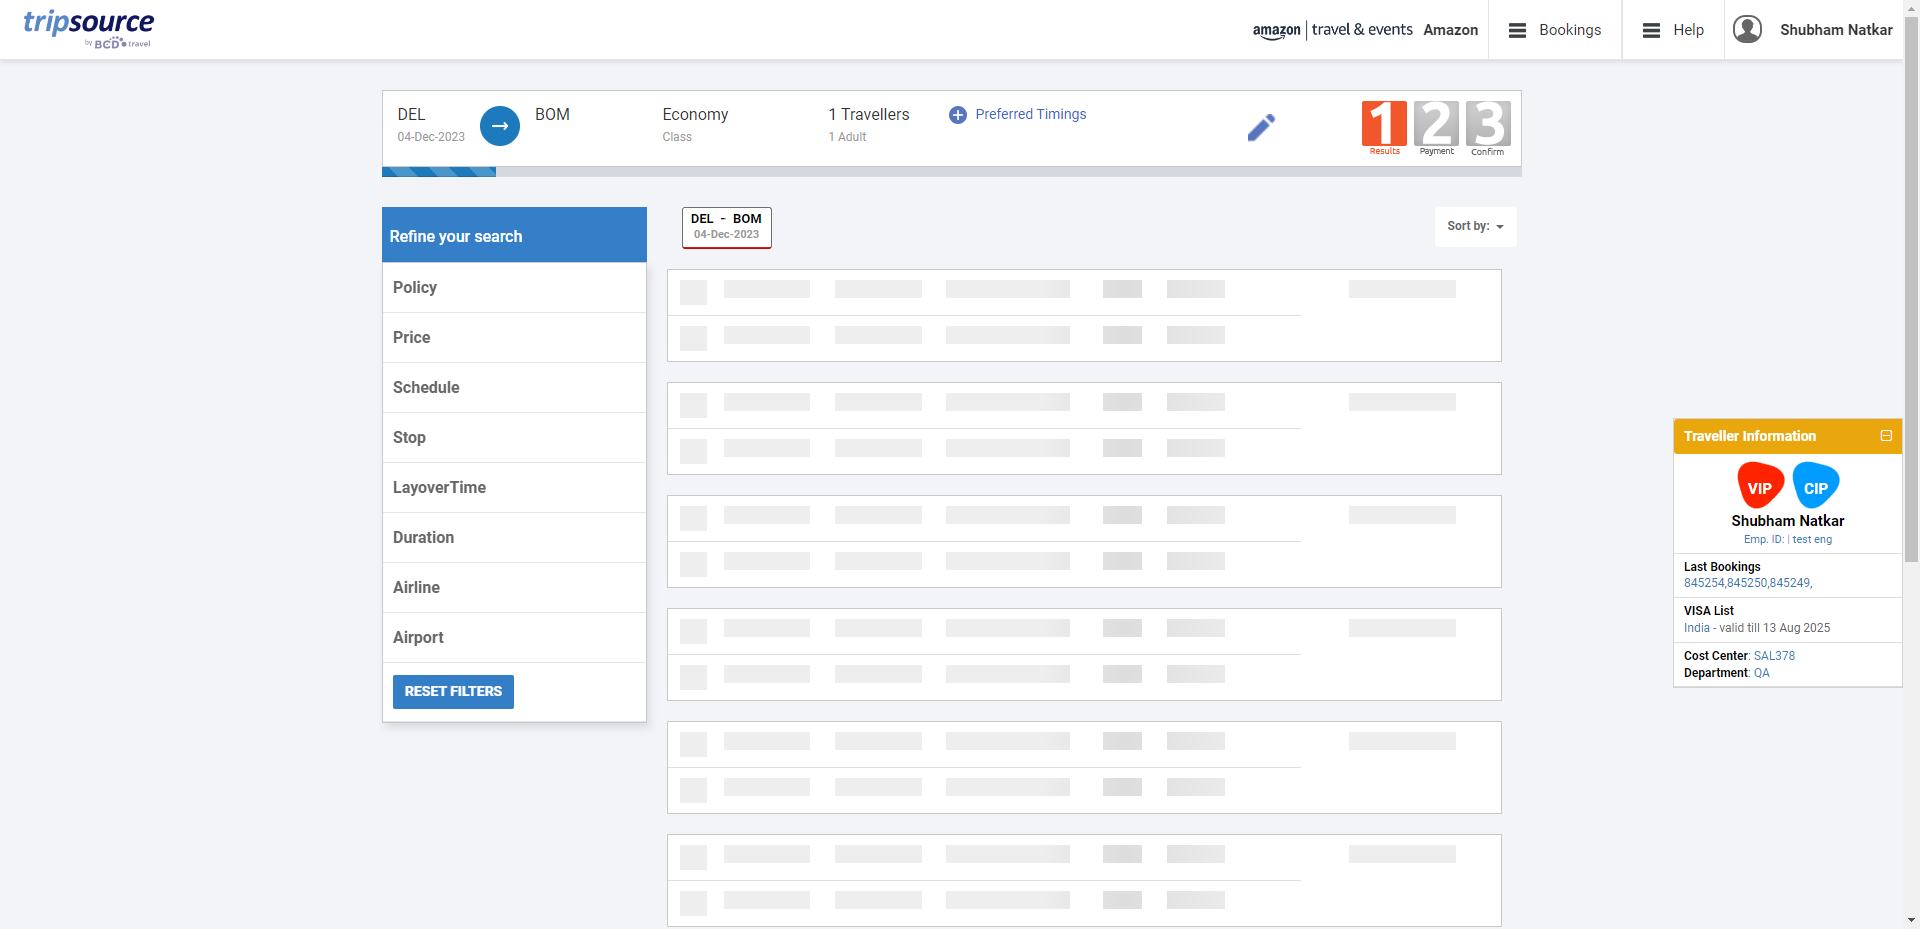 tripsource
by BCD travel
amazon travel & events Amazon
Bookings
Help
Shubham Natkar
DEL
04-Dec-2023
BOM
Economy
Class
1 Travellers
1 Adult
Preferred Timings
1 2 3
Results Payment Confirm
Refine your search
Policy
Price
Schedule
Stop
LayoverTime
Duration
Airline
Airport
RESET FILTERS
DEL - BOM
04-Dec-2023
Sort by:
Traveller Information
VIP CIP
Shubham Natkar
Emp. ID: | test eng
Last Bookings
845254,845250,845249,
VISA List
India - valid till 13 Aug 2025
Cost Center: SAL378
Department: QA